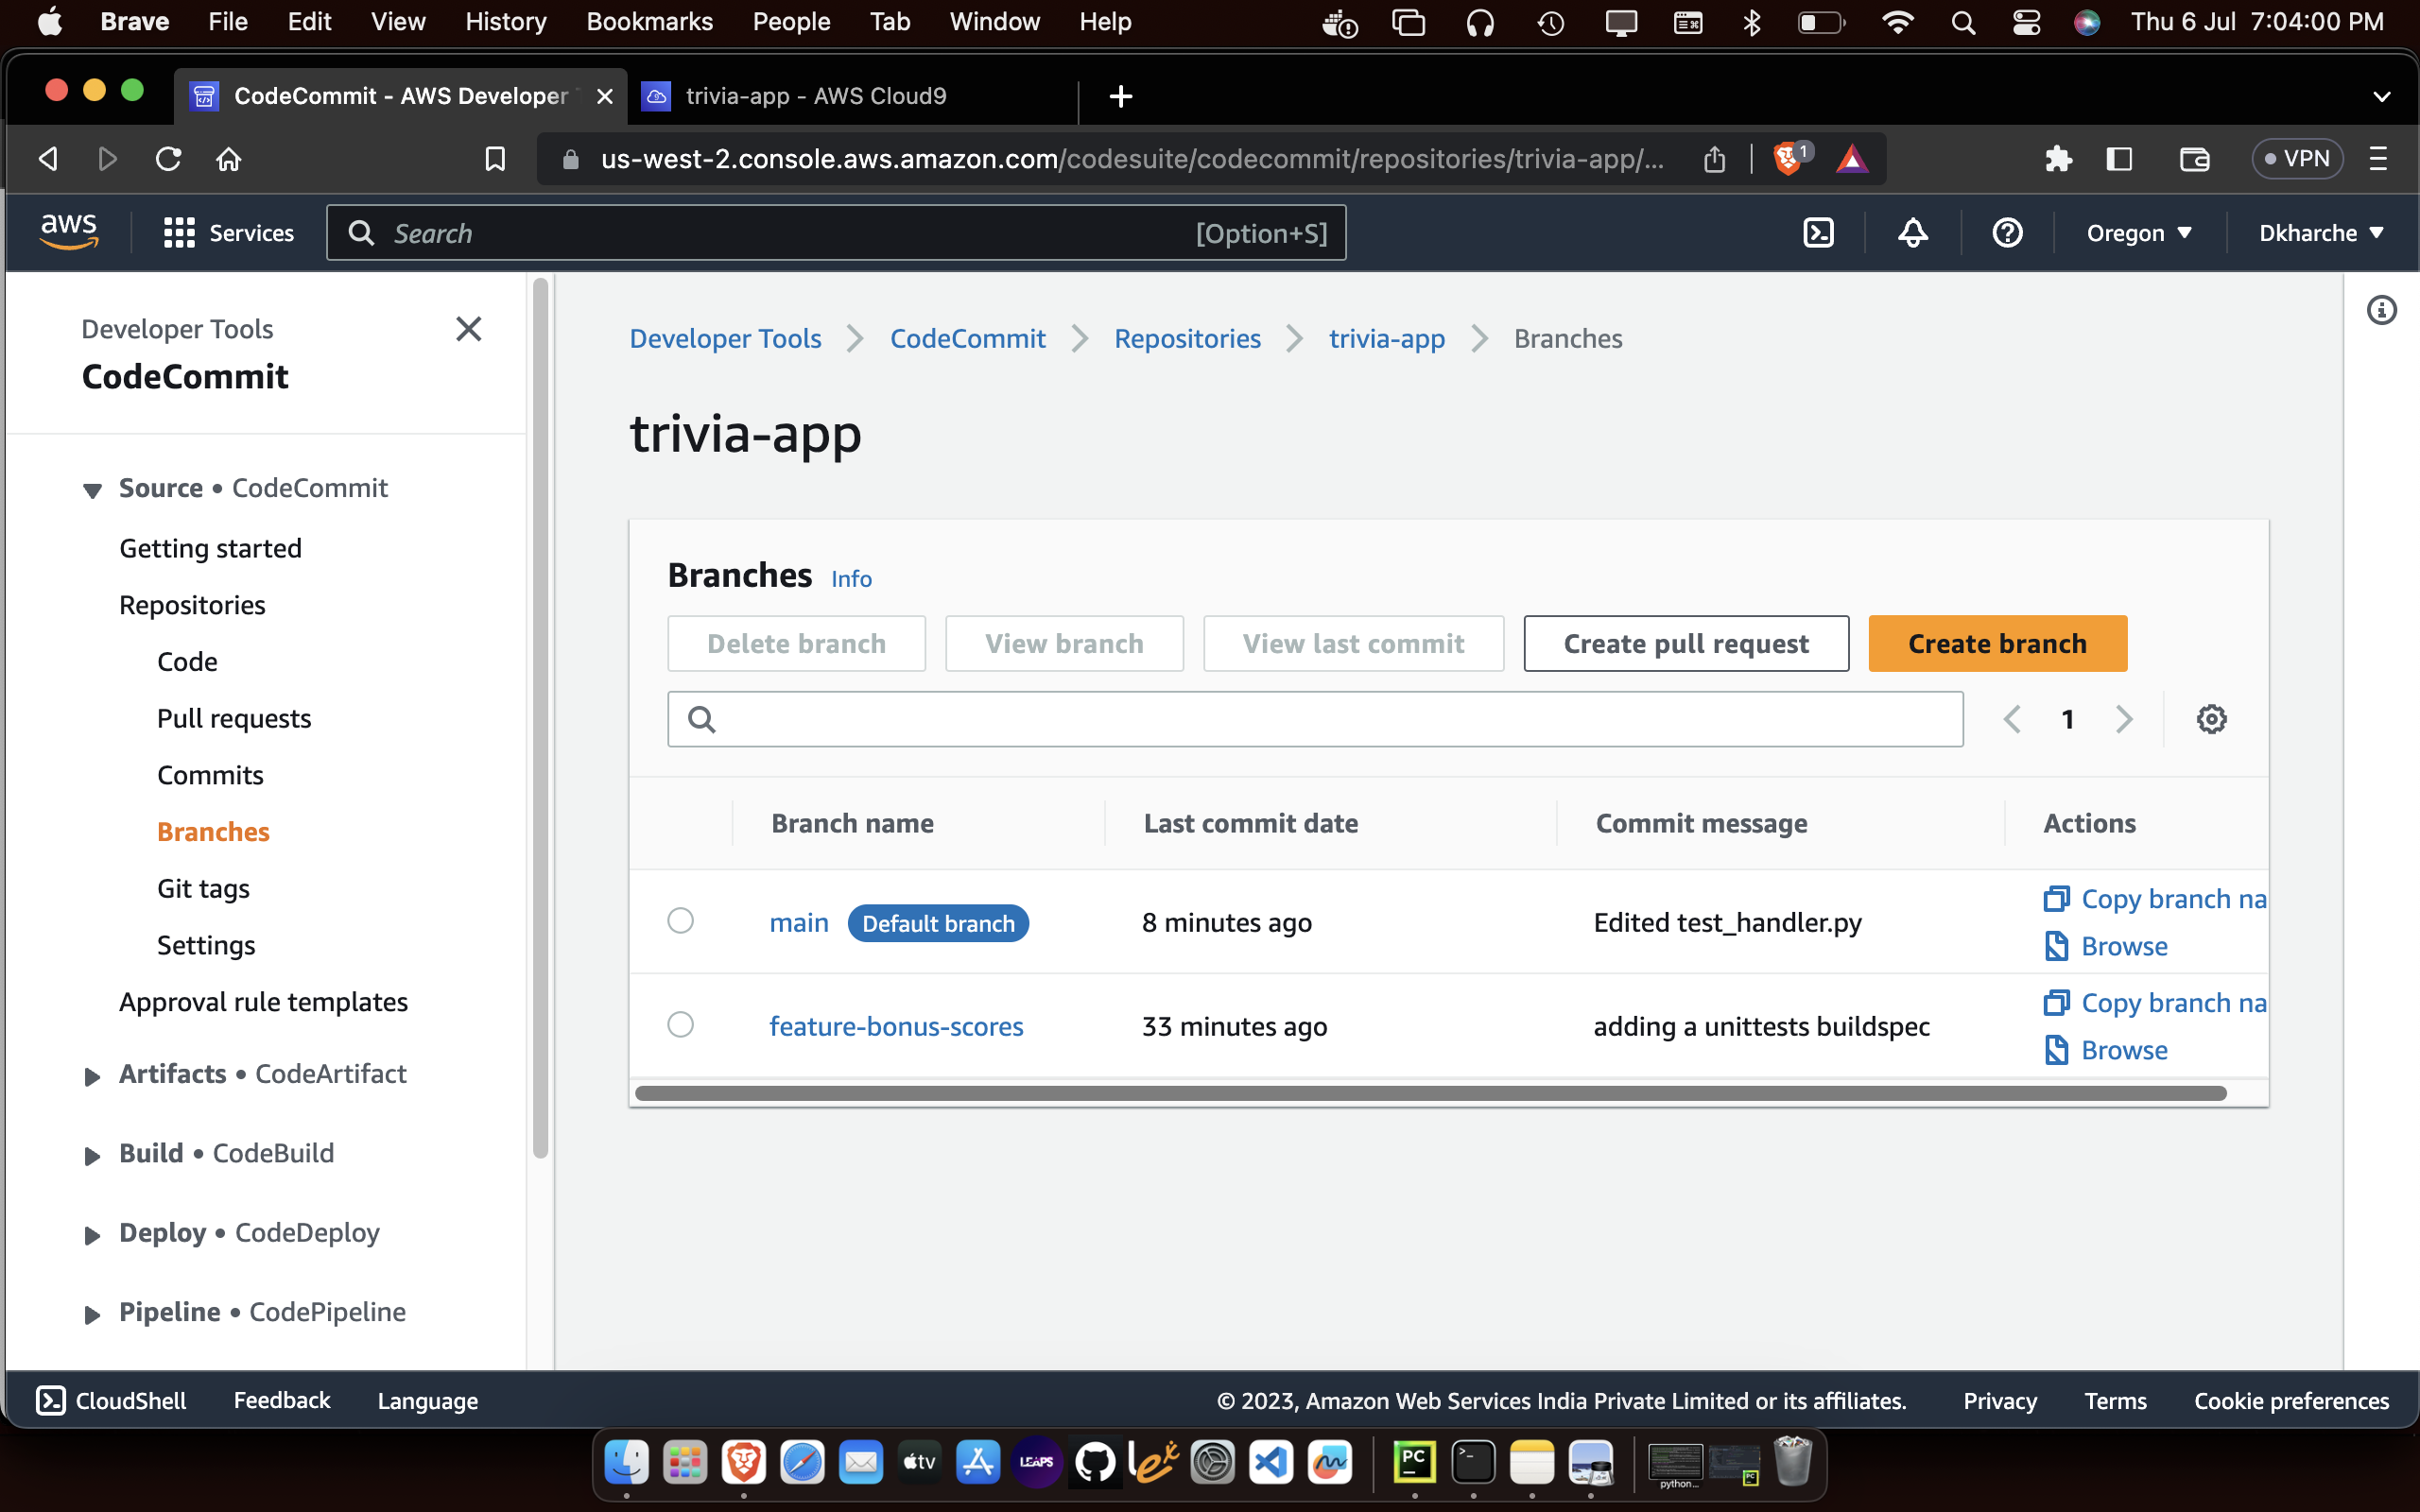 Brave File Edit View History Bookmarks People Tab Window Help Thu 6 Jul 7:04:00 PM
CodeCommit - AWS Developer trivia-app - AWS Cloud9
us-west-2.console.aws.amazon.com/codesuite/codecommit/repositories/trivia-app/... 1 VPN
aws Services Search [Option+S] Oregon Dkharche
Developer Tools
CodeCommit
Source • CodeCommit
Getting started
Repositories
Code
Pull requests
Commits
Branches
Git tags
Settings
Approval rule templates
Artifacts • CodeArtifact
Build • CodeBuild
Deploy • CodeDeploy
Pipeline • CodePipeline
Developer Tools CodeCommit Repositories trivia-app Branches
trivia-app
Branches Info
Delete branch View branch View last commit Create pull request Create branch
1
Branch name Last commit date Commit message Actions
main Default branch 8 minutes ago Edited test_handler.py Copy branch na
Browse
feature-bonus-scores 33 minutes ago adding a unittests buildspec Copy branch na
Browse
CloudShell Feedback Language © 2023, Amazon Web Services India Private Limited or its affiliates. Privacy Terms Cookie preferences
tv LEAPS lex PC python... PC